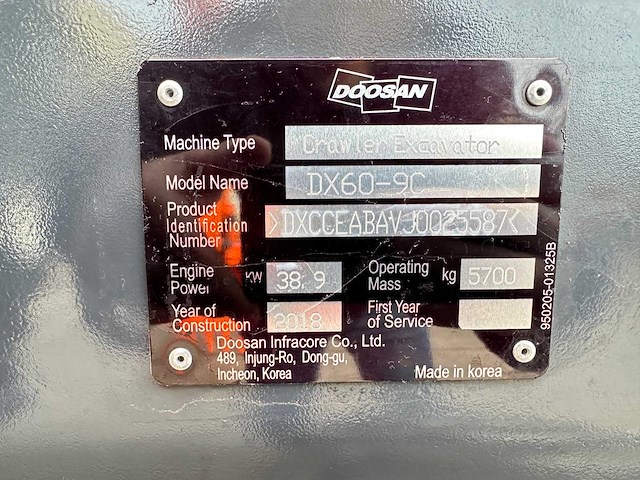 DOOSAN
Machine Type Crawler Excavator
Model Name DX60-9C
Product Identification Number >DXCCEABAVJ0025587<
Engine Power KW 38.9 Operating Mass kg 5700
Year of Construction 2018 First Year of Service
Doosan Infracore Co., Ltd.
489, Injung-Ro, Dong-gu,
Incheon, Korea
Made in korea
950205-01325B